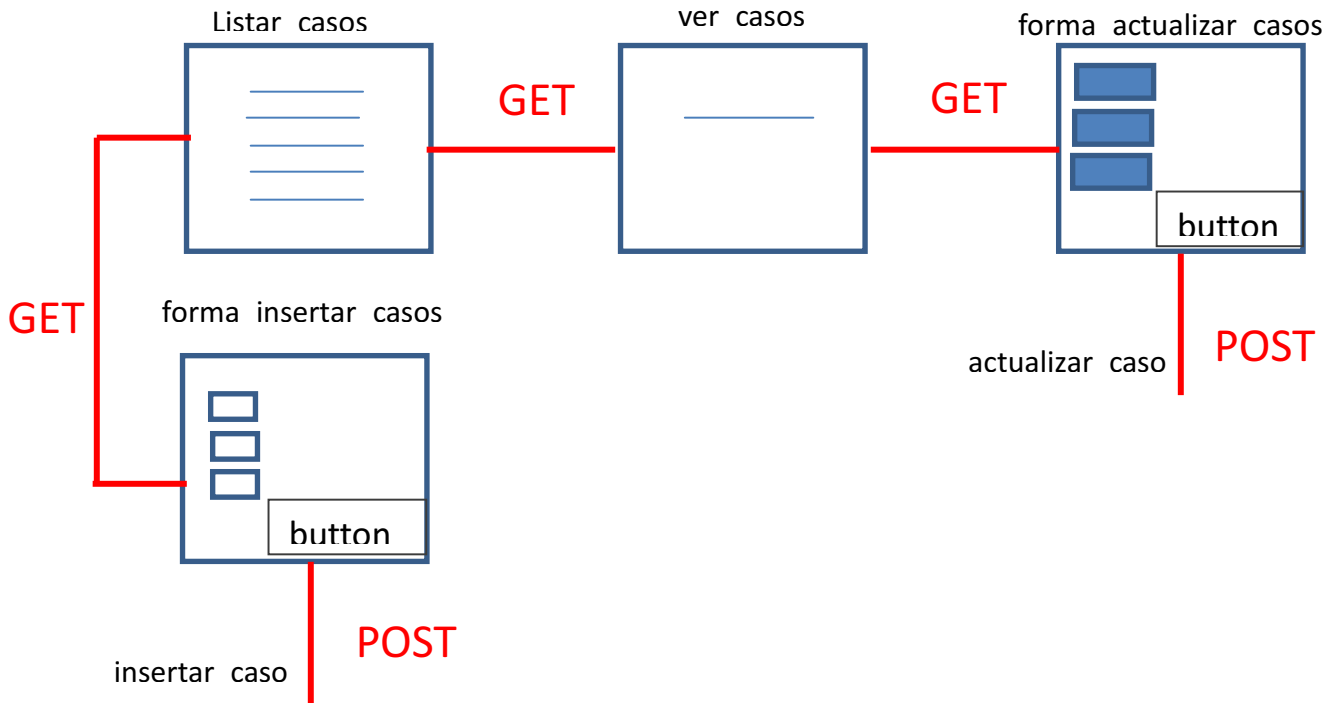 Listar casos
ver casos
forma actualizar casos
GET
GET
button
GET
forma insertar casos
actualizar caso
POST
button
POST
insertar caso